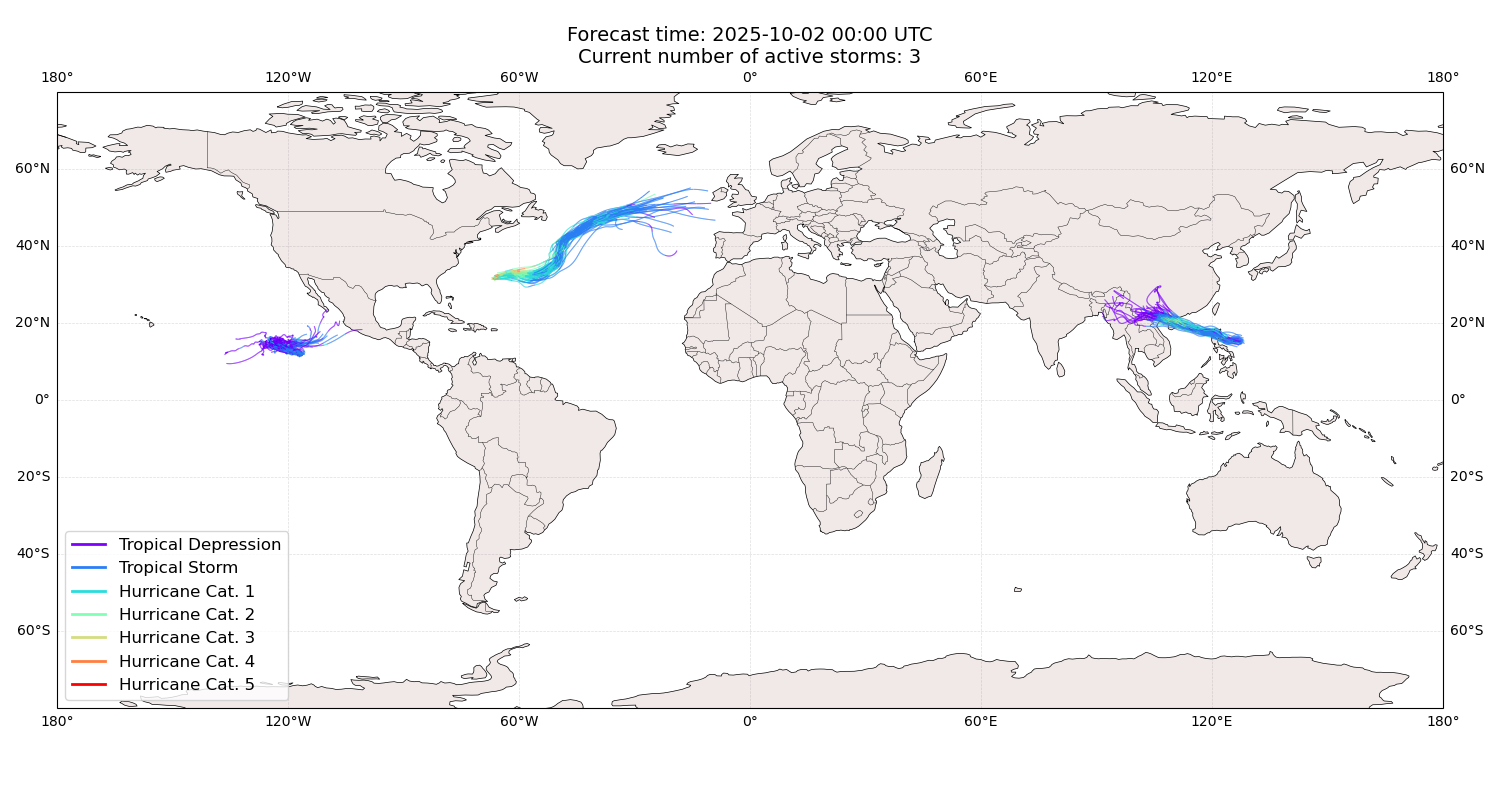 Forecast time: 2025-10-02 00:00 UTC
Current number of active storms: 3
180° 120°W 60°W 0° 60°E 120°E 180°
60°N 60°N
40°N 40°N
20°N 20°N
0° 0°
20°S 20°S
40°S 40°S
60°S 60°S
Tropical Depression
Tropical Storm
Hurricane Cat. 1
Hurricane Cat. 2
Hurricane Cat. 3
Hurricane Cat. 4
Hurricane Cat. 5
180° 120°W 60°W 0° 60°E 120°E 180°